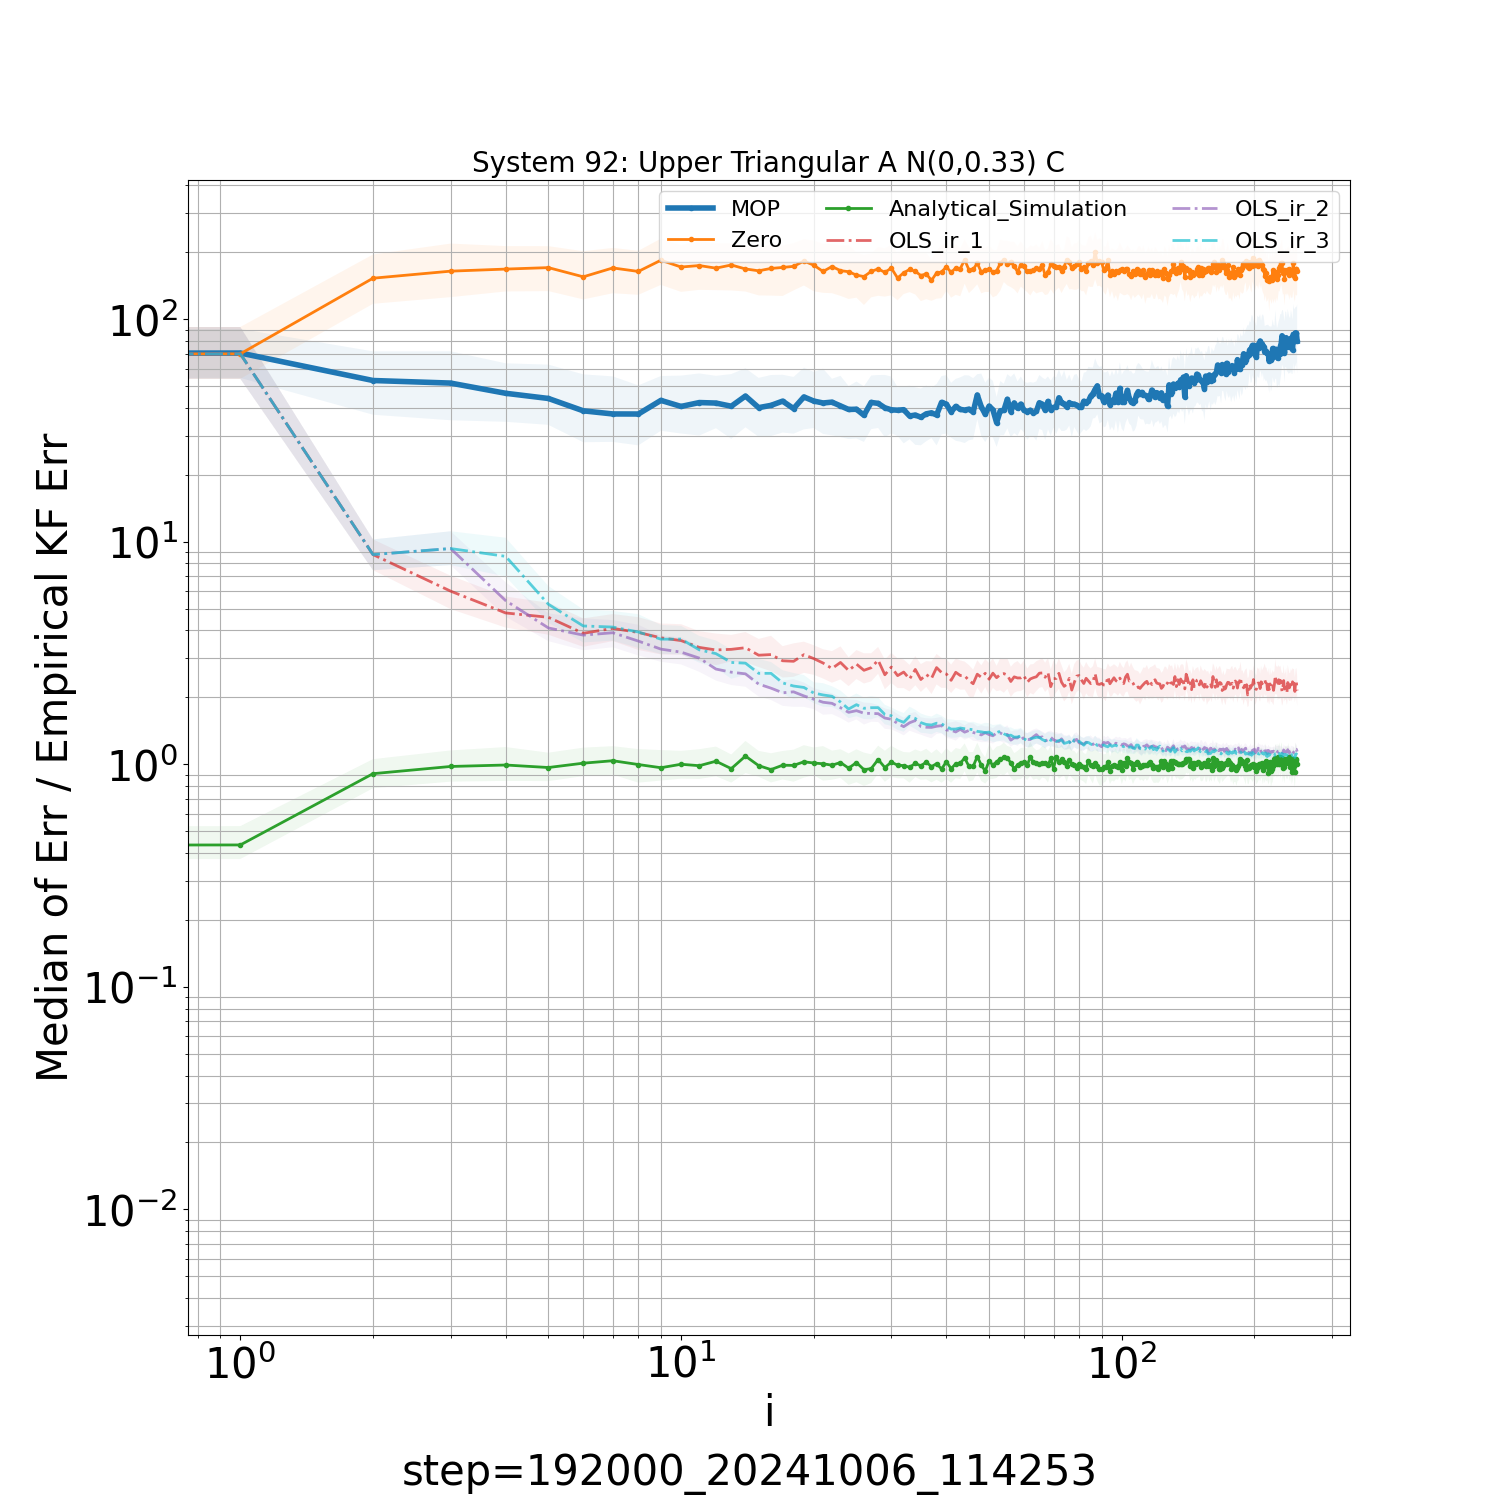 System 92: Upper Triangular A N(0,0.33) C
MOP
Zero
Analytical_Simulation
OLS_ir_1
OLS_ir_2
OLS_ir_3
Median of Err / Empirical KF Err
10²
10¹
10⁰
10⁻¹
10⁻²
10⁰ 10¹ 10²
i
step=192000_20241006_114253